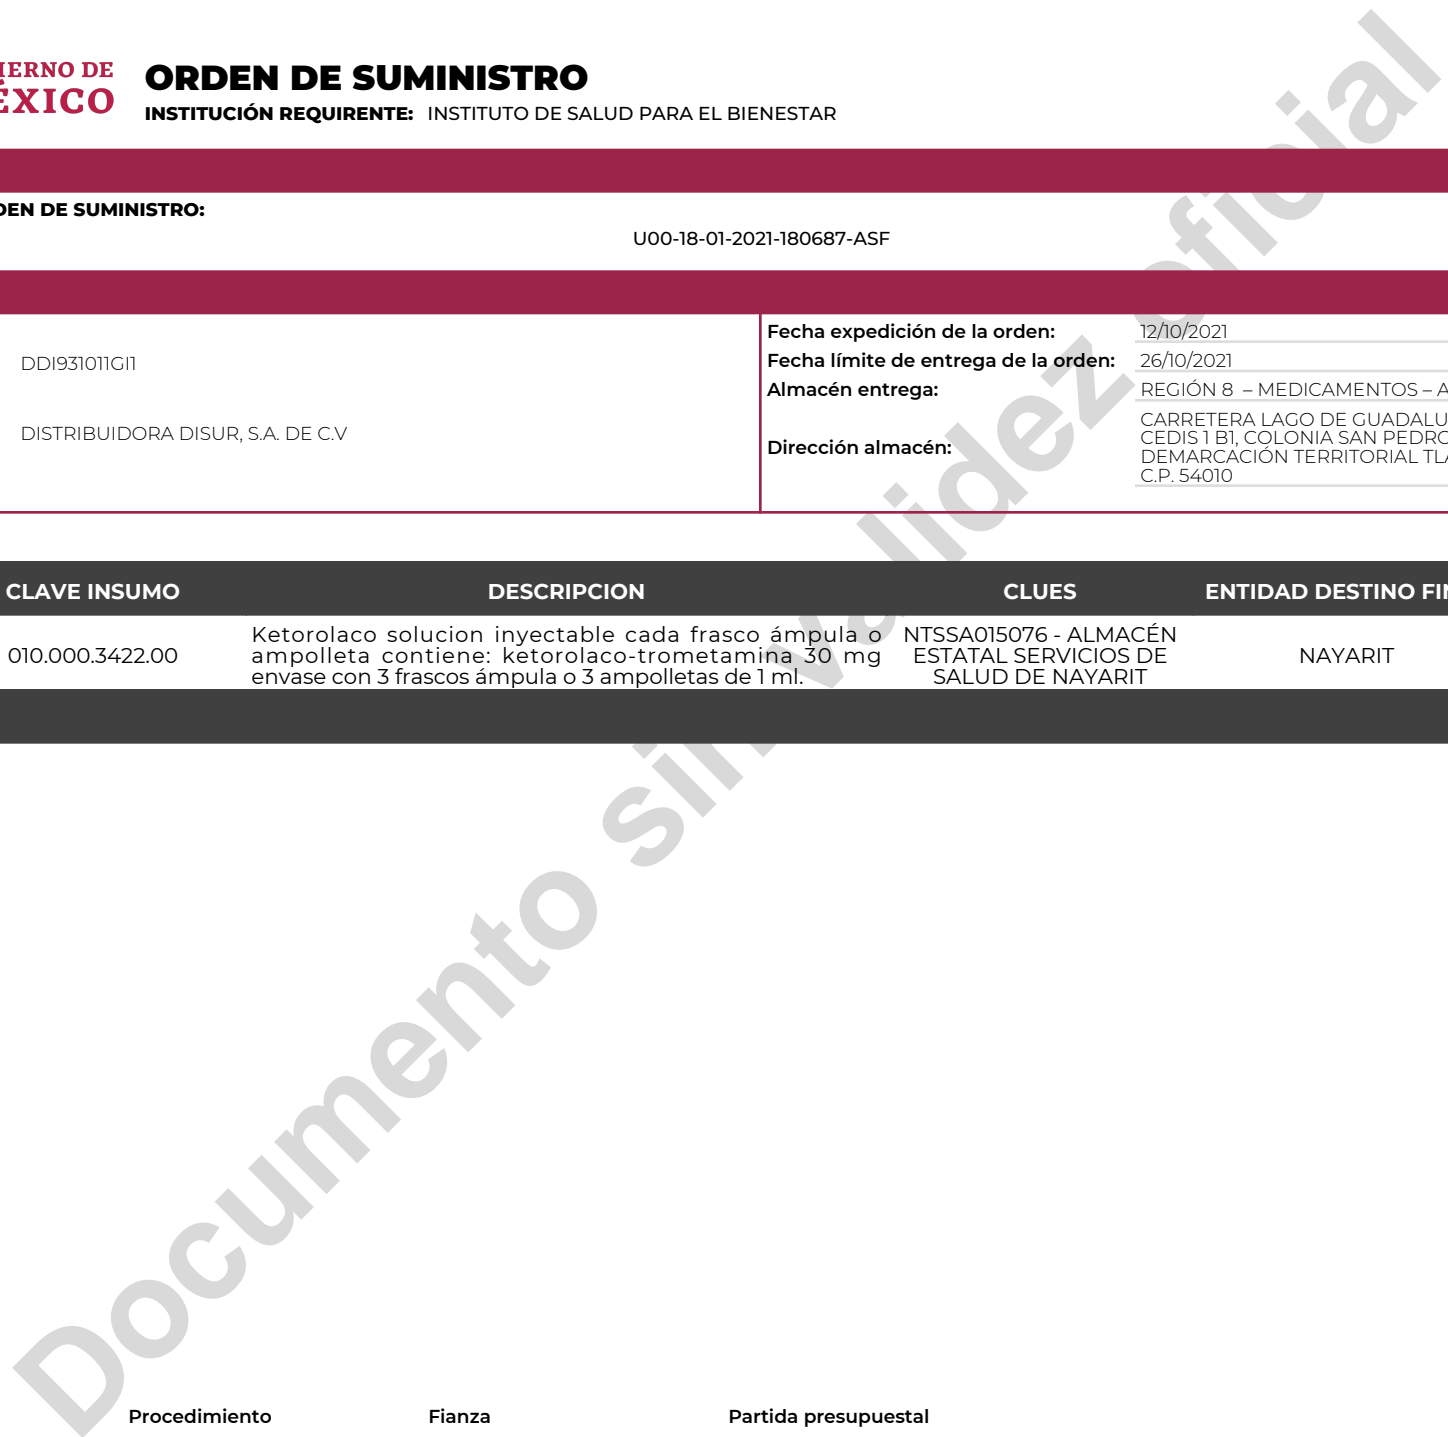 IERNO DE
ÉXICO
ORDEN DE SUMINISTRO
INSTITUCIÓN REQUIRENTE: INSTITUTO DE SALUD PARA EL BIENESTAR
DEN DE SUMINISTRO:
U00-18-01-2021-180687-ASF
DDI931011GI1
DISTRIBUIDORA DISUR, S.A. DE C.V
Fecha expedición de la orden: 12/10/2021
Fecha límite de entrega de la orden: 26/10/2021
Almacén entrega: REGIÓN 8 – MEDICAMENTOS – A
Dirección almacén:
CARRETERA LAGO DE GUADALU
CEDIS 1 B1, COLONIA SAN PEDRO
DEMARCACIÓN TERRITORIAL TLA
C.P. 54010
CLAVE INSUMO DESCRIPCION CLUES ENTIDAD DESTINO FIN
010.000.3422.00
Ketorolaco solucion inyectable cada frasco ámpula o
ampolleta contiene: ketorolaco-trometamina 30 mg
envase con 3 frascos ámpula o 3 ampolletas de 1 ml.
NTSSA015076 - ALMACÉN
ESTATAL SERVICIOS DE
SALUD DE NAYARIT
NAYARIT
Documento sin validez oficial
Procedimiento Fianza Partida presupuestal